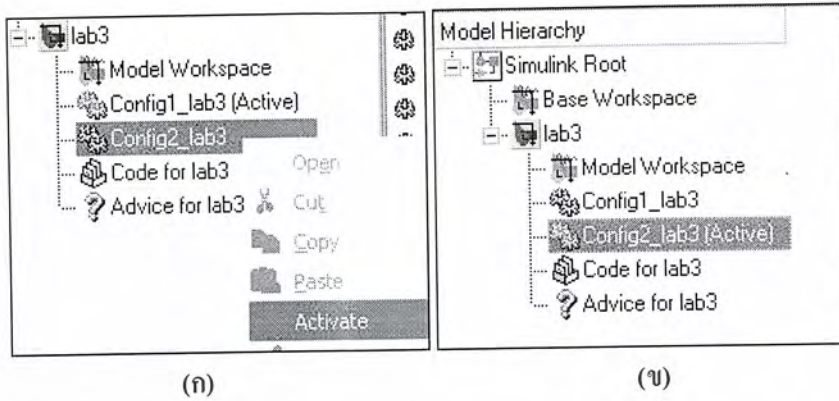 lab3
Model Workspace
Config1_lab3 (Active)
Config2_lab3
Code for lab3
Advice for lab3
Open
Cut
Copy
Paste
Activate
(ก)
Model Hierarchy
Simulink Root
Base Workspace
lab3
Model Workspace
Config1_lab3
Config2_lab3 (Active)
Code for lab3
Advice for lab3
(ข)